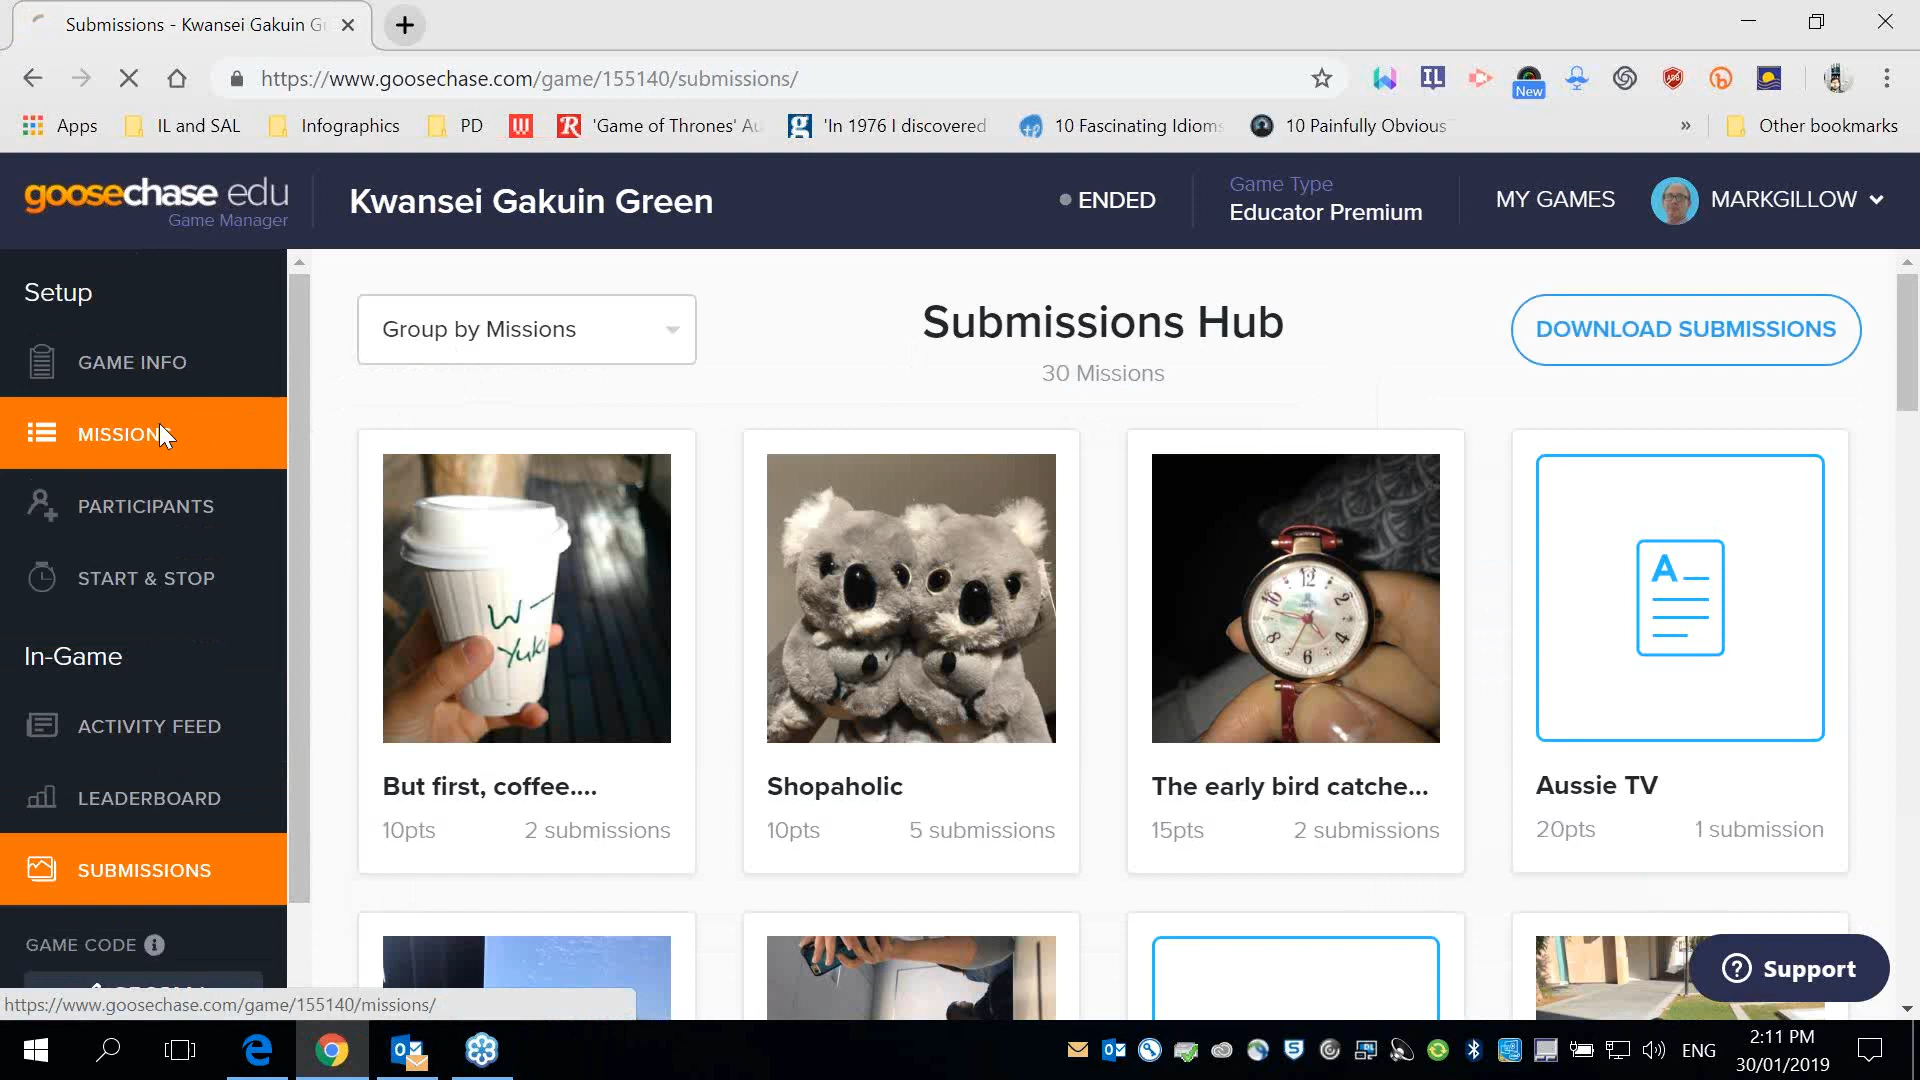 Submissions - Kwansei Gakuin G
https://www.goosechase.com/game/155140/submissions/
New
Apps
IL and SAL
Infographics
PD
'Game of Thrones' A
'In 1976 I discovered
10 Fascinating Idioms
10 Painfully Obvious
»
Other bookmarks
goosechase edu
Game Manager
Kwansei Gakuin Green
ENDED
Game Type
Educator Premium
MY GAMES
MARKGILLOW
Setup
GAME INFO
MISSIONS
PARTICIPANTS
START & STOP
In-Game
ACTIVITY FEED
LEADERBOARD
SUBMISSIONS
GAME CODE
Group by Missions
Submissions Hub
30 Missions
DOWNLOAD SUBMISSIONS
W
Yuki
But first, coffee....
10pts
2 submissions
Shopaholic
10pts
5 submissions
The early bird catche...
15pts
2 submissions
Aussie TV
20pts
1 submission
Support
https://www.goosechase.com/game/155140/missions/
ENG
2:11 PM
30/01/2019